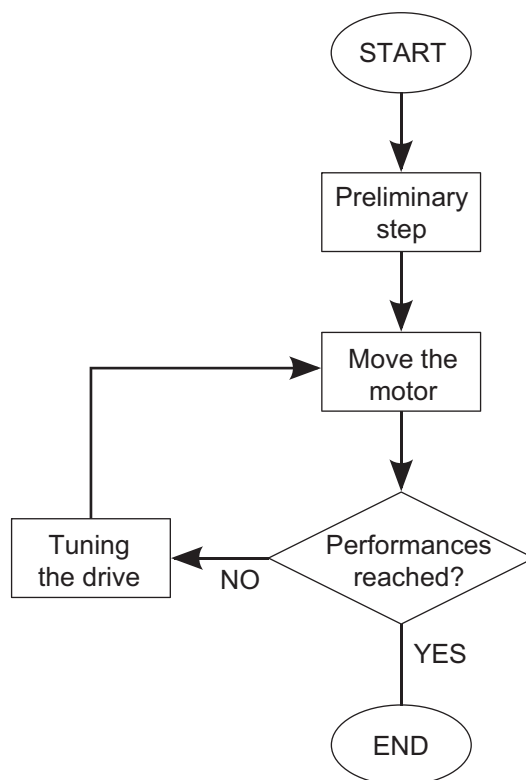 START
Preliminary
step
Move the
motor
Performances
reached?
Tuning
the drive
NO
YES
END